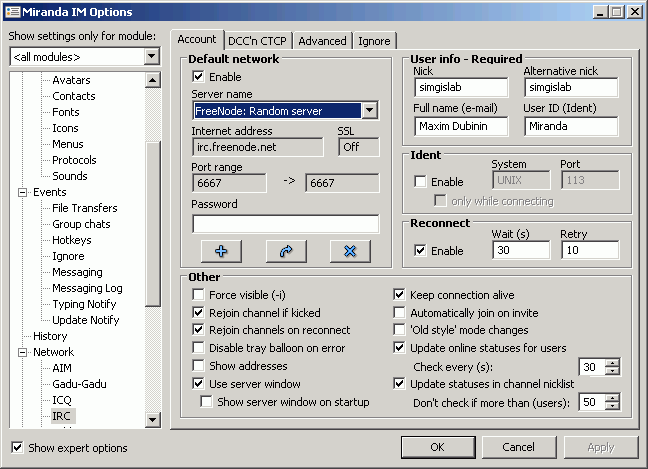 Miranda IM Options
Show settings only for module:
<all modules>
Avatars
Contacts
Fonts
Icons
Menus
Protocols
Sounds
Events
File Transfers
Group chats
Hotkeys
Ignore
Messaging
Messaging Log
Typing Notify
Update Notify
History
Network
AIM
Gadu-Gadu
ICQ
IRC
Show expert options
Account DCC'n CTCP Advanced Ignore
Default network
Enable
Server name
FreeNode: Random server
Internet address SSL
irc.freenode.net Off
Port range
6667 -> 6667
Password
User info - Required
Nick Alternative nick
simgislab simgislab
Full name (e-mail) User ID (Ident)
Maxim Dubinin Miranda
Ident
System Port
Enable UNIX 113
only while connecting
Reconnect
Wait (s) Retry
Enable 30 10
Other
Force visible (-i)
Rejoin channel if kicked
Rejoin channels on reconnect
Disable tray balloon on error
Show addresses
Use server window
Show server window on startup
Keep connection alive
Automatically join on invite
'Old style' mode changes
Update online statuses for users
Check every (s): 30
Update statuses in channel nicklist
Don't check if more than (users): 50
OK Cancel Apply